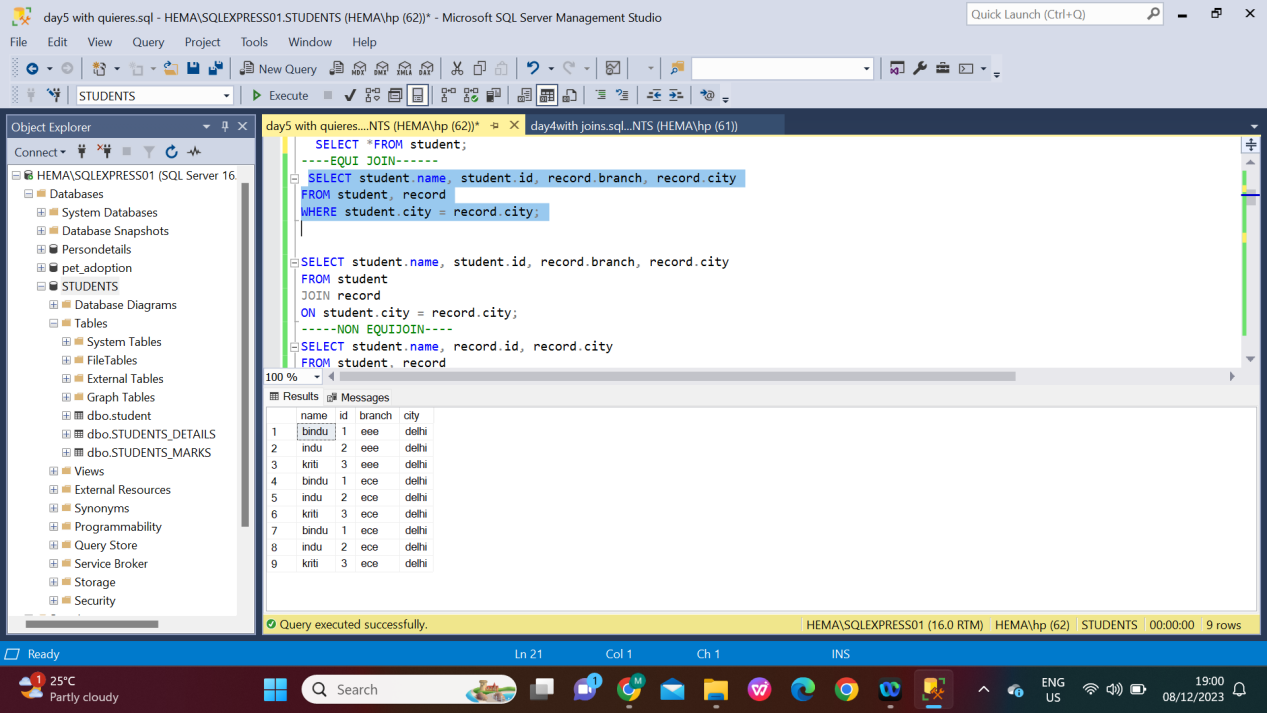 day5 with quieres.sql - HEMA\SQLEXPRESS01.STUDENTS (HEMA\hp (62))* - Microsoft SQL Server Management Studio
Quick Launch (Ctrl+Q)
File Edit View Query Project Tools Window Help
New Query MDX DMX XMLA DAX
STUDENTS Execute
Object Explorer
day5 with quieres....NTS (HEMA\hp (62))* day4with joins.sql...NTS (HEMA\hp (61))
Connect
HEMA\SQLEXPRESS01 (SQL Server 16.
Databases
System Databases
Database Snapshots
Persondetails
pet_adoption
STUDENTS
Database Diagrams
Tables
System Tables
FileTables
External Tables
Graph Tables
dbo.student
dbo.STUDENTS_DETAILS
dbo.STUDENTS_MARKS
Views
External Resources
Synonyms
Programmability
Query Store
Service Broker
Storage
Security
SELECT *FROM student;
----EQUI JOIN------
SELECT student.name, student.id, record.branch, record.city
FROM student, record
WHERE student.city = record.city;
SELECT student.name, student.id, record.branch, record.city
FROM student
JOIN record
ON student.city = record.city;
-----NON EQUIJOIN----
SELECT student.name, record.id, record.city
FROM student, record
100 %
Results Messages
name id branch city
1 bindu 1 eee delhi
2 indu 2 eee delhi
3 kriti 3 eee delhi
4 bindu 1 ece delhi
5 indu 2 ece delhi
6 kriti 3 ece delhi
7 bindu 1 ece delhi
8 indu 2 ece delhi
9 kriti 3 ece delhi
Query executed successfully. HEMA\SQLEXPRESS01 (16.0 RTM) HEMA\hp (62) STUDENTS 00:00:00 9 rows
Ready Ln 21 Col 1 Ch 1 INS
1
25°C
Partly cloudy
Search
1
M
ENG
US
19:00
08/12/2023